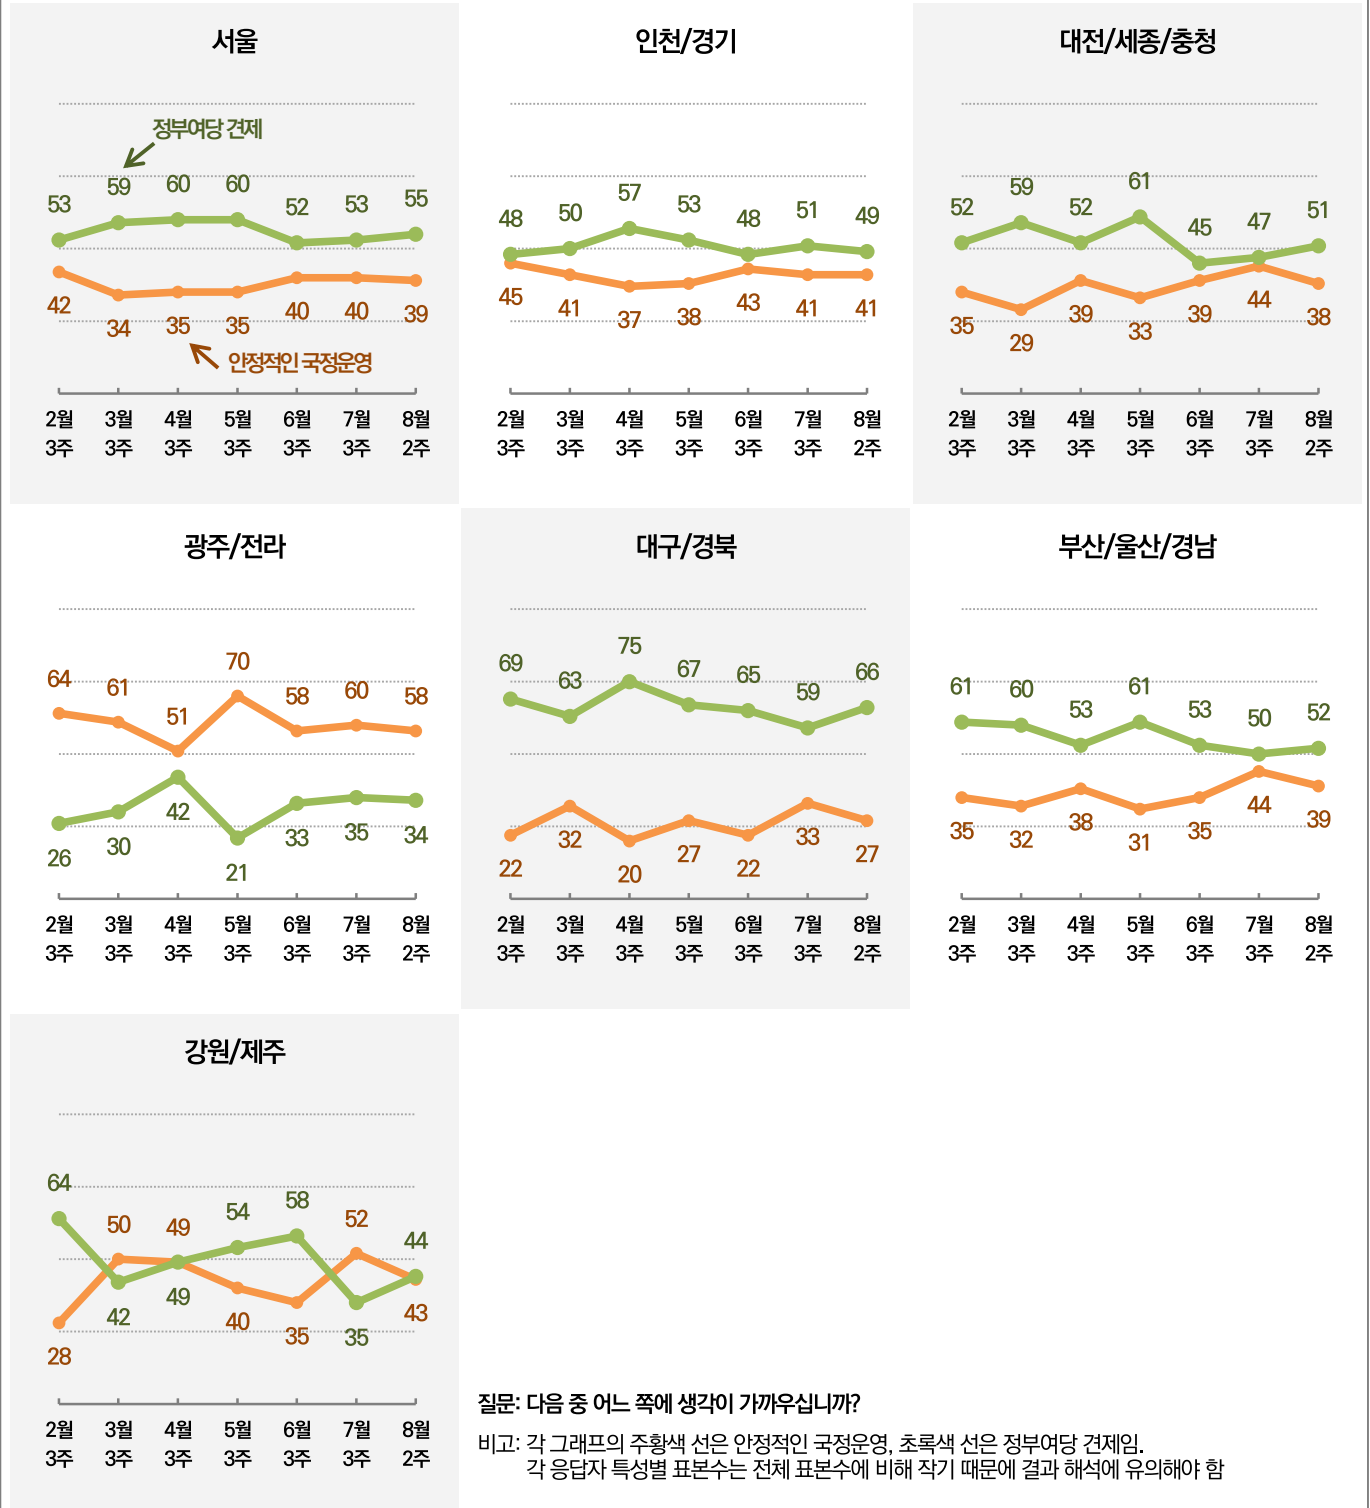 서울
정부여당 견제
53 59 60 60 52 53 55
42 34 35 35 40 40 39
안정적인 국정운영
2월 3월 4월 5월 6월 7월 8월
3주 3주 3주 3주 3주 3주 2주
인천/경기
48 50 57 53 48 51 49
45 41 37 38 43 41 41
2월 3월 4월 5월 6월 7월 8월
3주 3주 3주 3주 3주 3주 2주
대전/세종/충청
52 59 52 61 45 47 51
35 29 39 33 39 44 38
2월 3월 4월 5월 6월 7월 8월
3주 3주 3주 3주 3주 3주 2주
광주/전라
64 61 51 70 58 60 58
26 30 42 21 33 35 34
2월 3월 4월 5월 6월 7월 8월
3주 3주 3주 3주 3주 3주 2주
대구/경북
69 63 75 67 65 59 66
22 32 20 27 22 33 27
2월 3월 4월 5월 6월 7월 8월
3주 3주 3주 3주 3주 3주 2주
부산/울산/경남
61 60 53 61 53 50 52
35 32 38 31 35 44 39
2월 3월 4월 5월 6월 7월 8월
3주 3주 3주 3주 3주 3주 2주
강원/제주
64 50 49 54 58 52 44
28 42 49 40 35 35 43
2월 3월 4월 5월 6월 7월 8월
3주 3주 3주 3주 3주 3주 2주
질문: 다음 중 어느 쪽에 생각이 가까우십니까?
비고: 각 그래프의 주황색 선은 안정적인 국정운영, 초록색 선은 정부여당 견제임.
각 응답자 특성별 표본수는 전체 표본수에 비해 작기 때문에 결과 해석에 유의해야 함